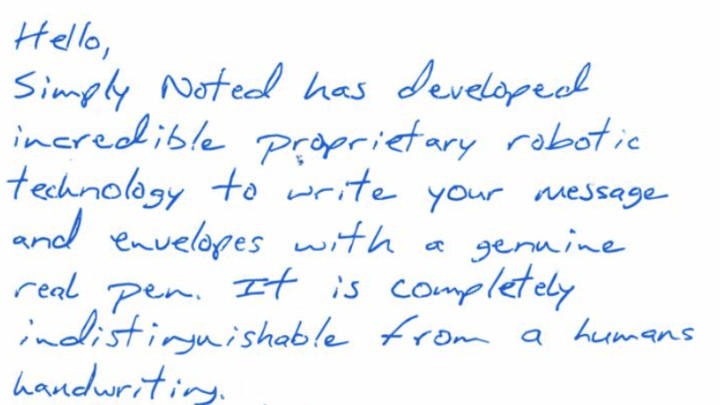 Hello,
Simply Noted has developed
incredible proprietary robotic
technology to write your message
and envelopes with a genuine
real pen. It is completely
indistinguishable from a humans
handwriting.